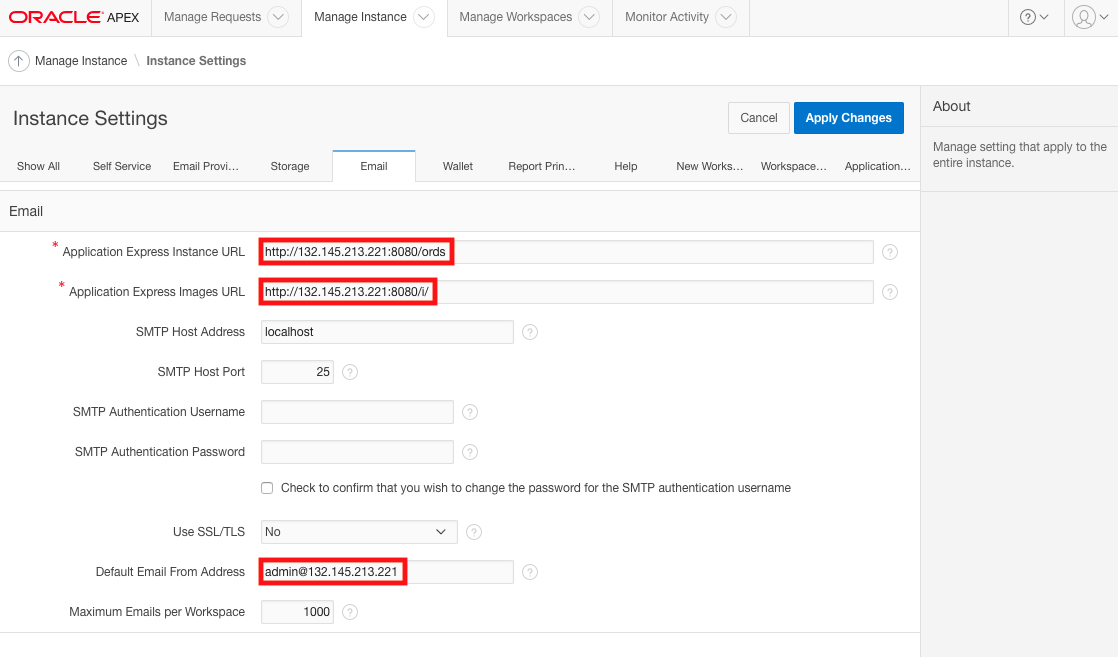 ORACLE APEX Manage Requests Manage Instance Manage Workspaces Monitor Activity ?
Manage Instance \ Instance Settings
Instance Settings Cancel Apply Changes
Show All Self Service Email Provi... Storage Email Wallet Report Prin... Help New Works... Workspace... Application...
Email
* Application Express Instance URL http://132.145.213.221:8080/ords ?
* Application Express Images URL http://132.145.213.221:8080/i/ ?
SMTP Host Address localhost ?
SMTP Host Port 25 ?
SMTP Authentication Username ?
SMTP Authentication Password ?
Check to confirm that you wish to change the password for the SMTP authentication username
Use SSL/TLS No ?
Default Email From Address admin@132.145.213.221 ?
Maximum Emails per Workspace 1000 ?
About
Manage setting that apply to the
entire instance.